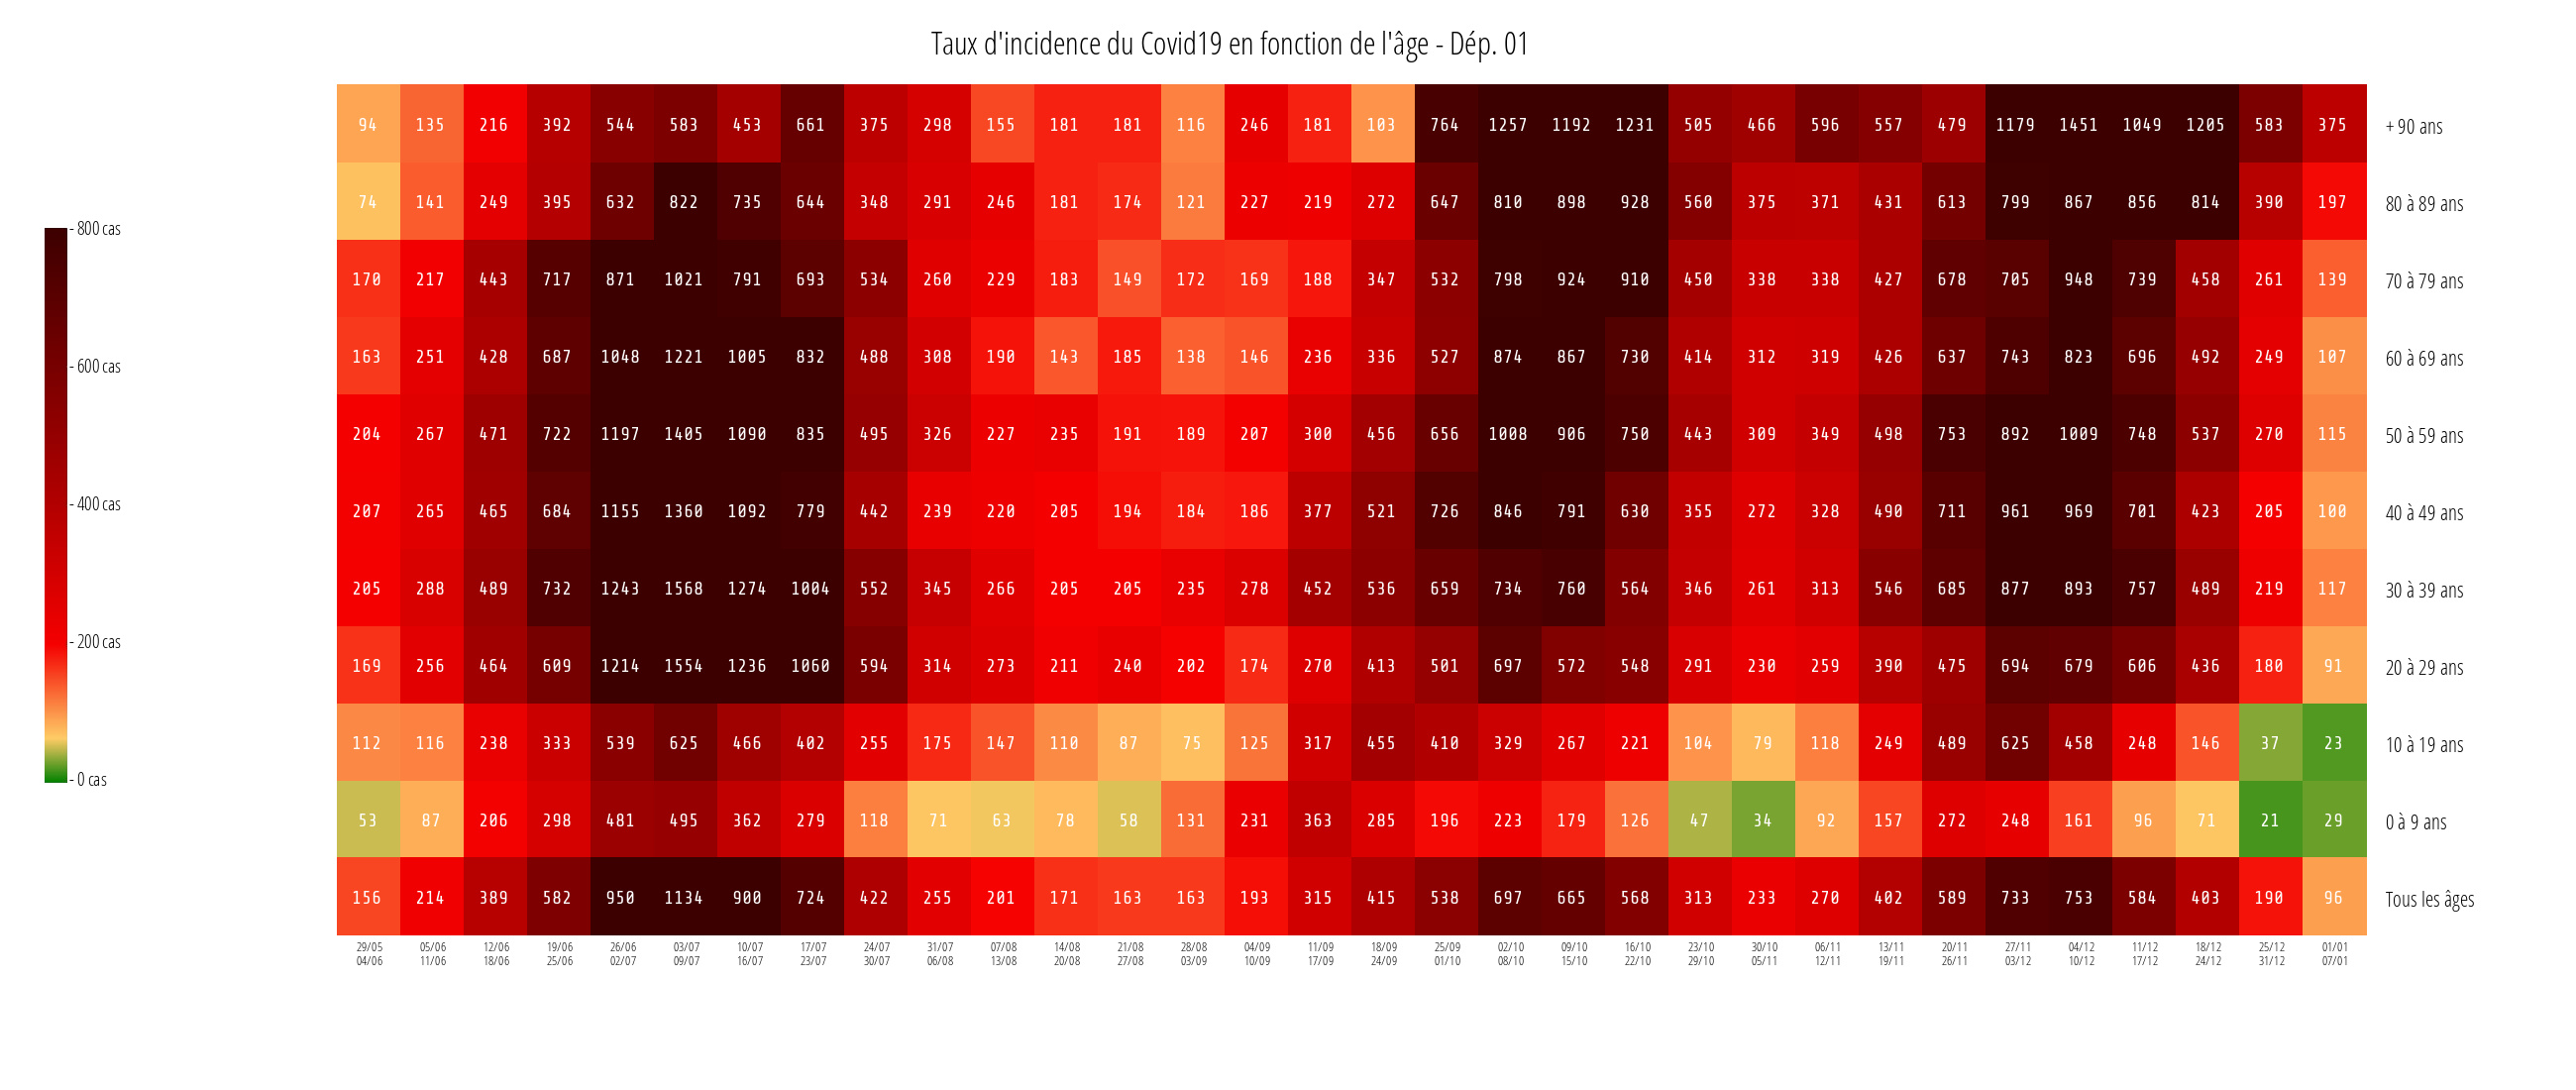 Taux d'incidence du Covid19 en fonction de l'âge - Dép. 01
- 800 cas
- 600 cas
- 400 cas
- 200 cas
- 0 cas
94 135 216 392 544 583 453 661 375 298 155 181 181 116 246 181 103 764 1257 1192 1231 505 466 596 557 479 1179 1451 1049 1205 583 375 + 90 ans
74 141 249 395 632 822 735 644 348 291 246 181 174 121 227 219 272 647 810 898 928 560 375 371 431 613 799 867 856 814 390 197 80 à 89 ans
170 217 443 717 871 1021 791 693 534 260 229 183 149 172 169 188 347 532 798 924 910 450 338 338 427 678 705 948 739 458 261 139 70 à 79 ans
163 251 428 687 1048 1221 1005 832 488 308 190 143 185 138 146 236 336 527 874 867 730 414 312 319 426 637 743 823 696 492 249 107 60 à 69 ans
204 267 471 722 1197 1405 1090 835 495 326 227 235 191 189 207 300 456 656 1008 906 750 443 309 349 498 753 892 1009 748 537 270 115 50 à 59 ans
207 265 465 684 1155 1360 1092 779 442 239 220 205 194 184 186 377 521 726 846 791 630 355 272 328 490 711 961 969 701 423 205 100 40 à 49 ans
205 288 489 732 1243 1568 1274 1004 552 345 266 205 205 235 278 452 536 659 734 760 564 346 261 313 546 685 877 893 757 489 219 117 30 à 39 ans
169 256 464 609 1214 1554 1236 1060 594 314 273 211 240 202 174 270 413 501 697 572 548 291 230 259 390 475 694 679 606 436 180 91 20 à 29 ans
112 116 238 333 539 625 466 402 255 175 147 110 87 75 125 317 455 410 329 267 221 104 79 118 249 489 625 458 248 146 37 23 10 à 19 ans
53 87 206 298 481 495 362 279 118 71 63 78 58 131 231 363 285 196 223 179 126 47 34 92 157 272 248 161 96 71 21 29 0 à 9 ans
156 214 389 582 950 1134 900 724 422 255 201 171 163 163 193 315 415 538 697 665 568 313 233 270 402 589 733 753 584 403 190 96 Tous les âges
29/05 05/06 12/06 19/06 26/06 03/07 10/07 17/07 24/07 31/07 07/08 14/08 21/08 28/08 04/09 11/09 18/09 25/09 02/10 09/10 16/10 23/10 30/10 06/11 13/11 20/11 27/11 04/12 11/12 18/12 25/12 01/01
04/06 11/06 18/06 25/06 02/07 09/07 16/07 23/07 30/07 06/08 13/08 20/08 27/08 03/09 10/09 17/09 24/09 01/10 08/10 15/10 22/10 29/10 05/11 12/11 19/11 26/11 03/12 10/12 17/12 24/12 31/12 07/01